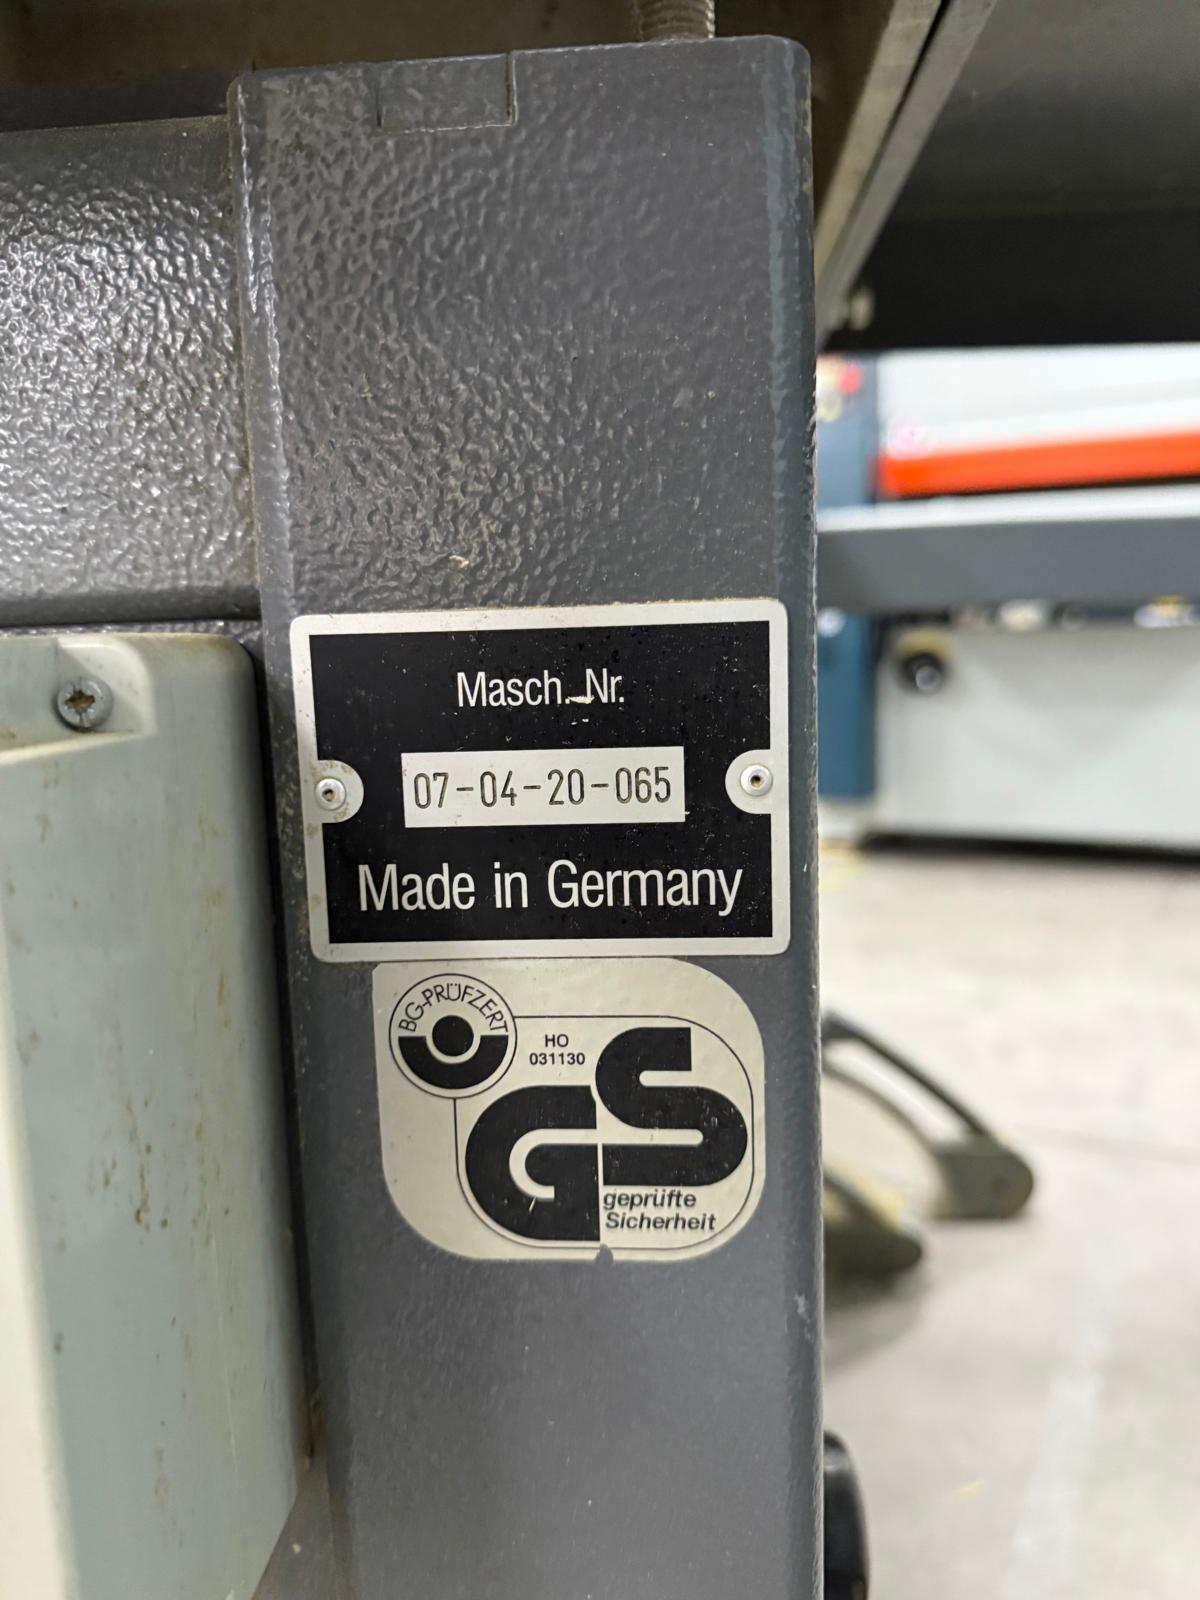 Masch. Nr.
07-04-20-065
Made in Germany
BG-PRÜFZERT
HO
031130
GS
geprüfte
Sicherheit